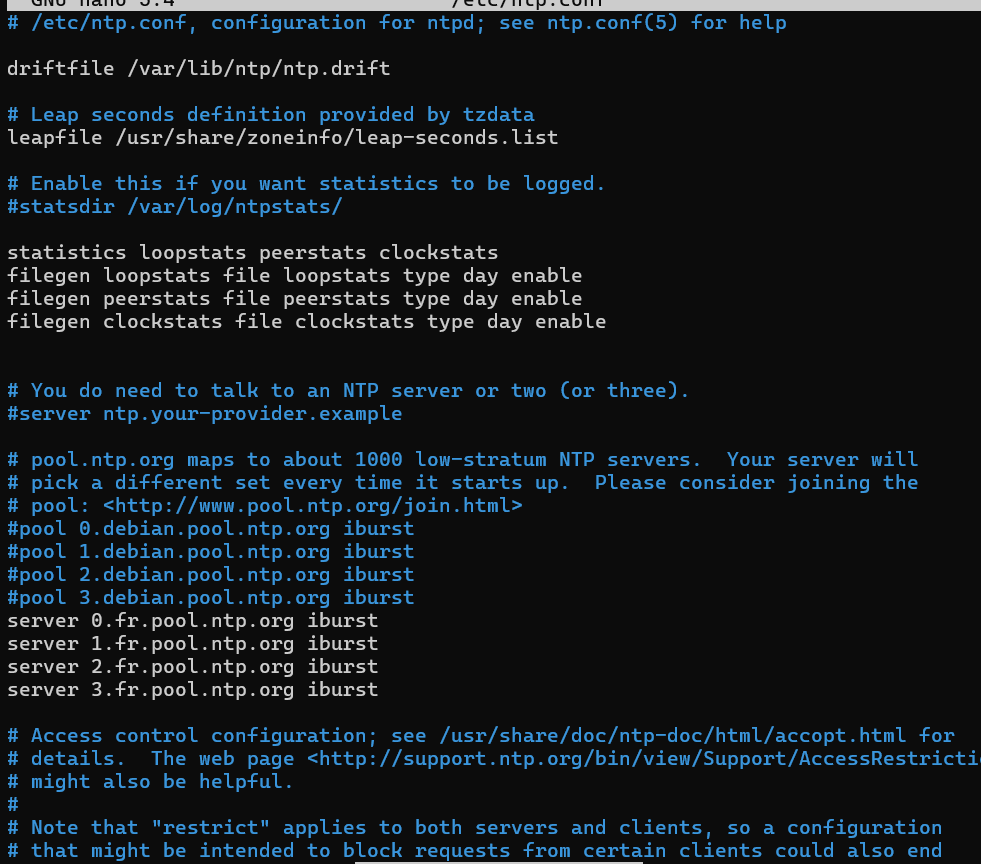 GNU nano 5.4 /etc/ntp.conf
# /etc/ntp.conf, configuration for ntpd; see ntp.conf(5) for help
driftfile /var/lib/ntp/ntp.drift
# Leap seconds definition provided by tzdata
leapfile /usr/share/zoneinfo/leap-seconds.list
# Enable this if you want statistics to be logged.
#statsdir /var/log/ntpstats/
statistics loopstats peerstats clockstats
filegen loopstats file loopstats type day enable
filegen peerstats file peerstats type day enable
filegen clockstats file clockstats type day enable
# You do need to talk to an NTP server or two (or three).
#server ntp.your-provider.example
# pool.ntp.org maps to about 1000 low-stratum NTP servers.  Your server will
# pick a different set every time it starts up.  Please consider joining the
# pool: <http://www.pool.ntp.org/join.html>
#pool 0.debian.pool.ntp.org iburst
#pool 1.debian.pool.ntp.org iburst
#pool 2.debian.pool.ntp.org iburst
#pool 3.debian.pool.ntp.org iburst
server 0.fr.pool.ntp.org iburst
server 1.fr.pool.ntp.org iburst
server 2.fr.pool.ntp.org iburst
server 3.fr.pool.ntp.org iburst
# Access control configuration; see /usr/share/doc/ntp-doc/html/accopt.html for
# details.  The web page <http://support.ntp.org/bin/view/Support/AccessRestricti
# might also be helpful.
#
# Note that "restrict" applies to both servers and clients, so a configuration
# that might be intended to block requests from certain clients could also end